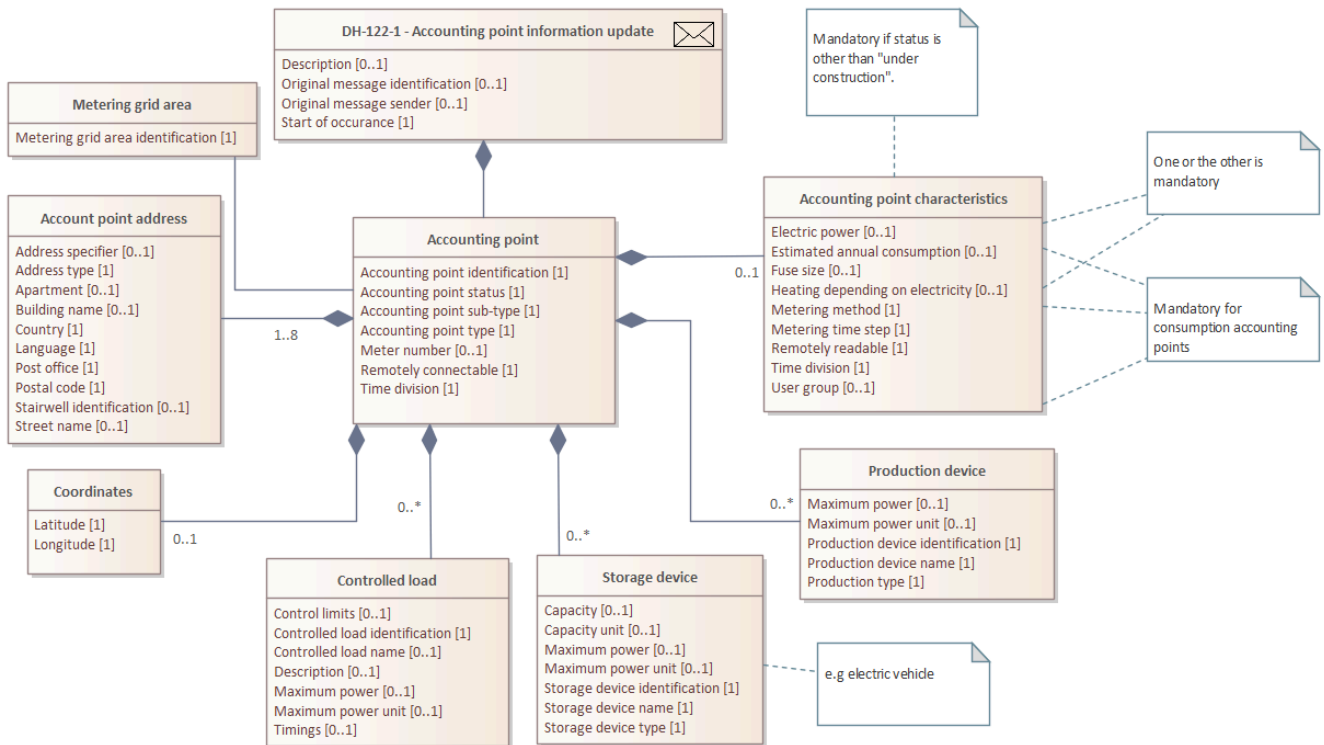 DH-122-1 - Accounting point information update
Description [0..1]
Original message identification [0..1]
Original message sender [0..1]
Start of occurance [1]
Mandatory if status is
other than "under
construction".
Metering grid area
Metering grid area identification [1]
One or the other is
mandatory
Account point address
Address specifier [0..1]
Address type [1]
Apartment [0..1]
Building name [0..1]
Country [1]
Language [1]
Post office [1]
Postal code [1]
Stairwell identification [0..1]
Street name [0..1]
1..8
Accounting point
Accounting point identification [1]
Accounting point status [1]
Accounting point sub-type [1]
Accounting point type [1]
Meter number [0..1]
Remotely connectable [1]
Time division [1]
0..1
Accounting point characteristics
Electric power [0..1]
Estimated annual consumption [0..1]
Fuse size [0..1]
Heating depending on electricity [0..1]
Metering method [1]
Metering time step [1]
Remotely readable [1]
Time division [1]
User group [0..1]
Mandatory for
consumption accounting
points
Coordinates
Latitude [1]
Longitude [1]
0..1
0..*
0..*
0..*
Production device
Maximum power [0..1]
Maximum power unit [0..1]
Production device identification [1]
Production device name [1]
Production type [1]
Controlled load
Control limits [0..1]
Controlled load identification [1]
Controlled load name [0..1]
Description [0..1]
Maximum power [0..1]
Maximum power unit [0..1]
Timings [0..1]
Storage device
Capacity [0..1]
Capacity unit [0..1]
Maximum power [0..1]
Maximum power unit [0..1]
Storage device identification [1]
Storage device name [1]
Storage device type [1]
e.g electric vehicle